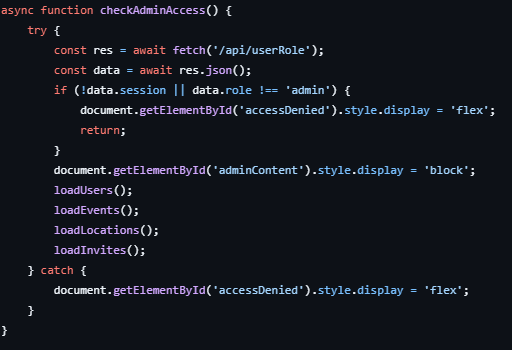 async function checkAdminAccess() {
    try {
        const res = await fetch('/api/userRole');
        const data = await res.json();
        if (!data.session || data.role !== 'admin') {
            document.getElementById('accessDenied').style.display = 'flex';
            return;
        }
        document.getElementById('adminContent').style.display = 'block';
        loadUsers();
        loadEvents();
        loadLocations();
        loadInvites();
    } catch {
        document.getElementById('accessDenied').style.display = 'flex';
    }
}